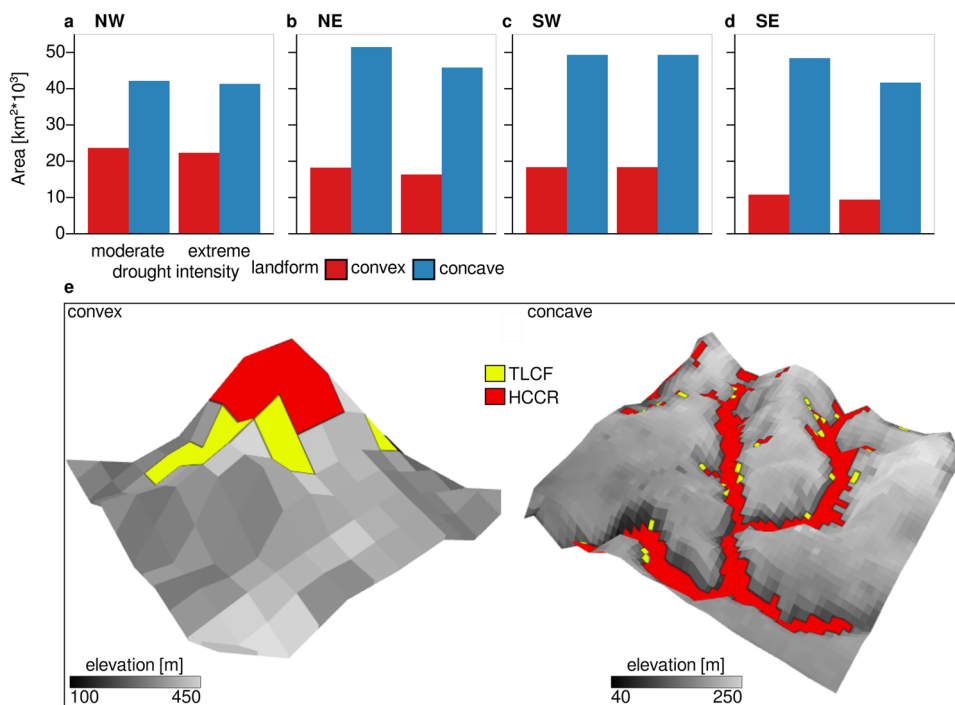 a NW b NE c SW d SE
Area [km²*10³]
50
40
30
20
10
0
moderate extreme
drought intensity landform convex concave
e
convex concave
TLCF
HCCR
elevation [m] elevation [m]
100 450 40 250